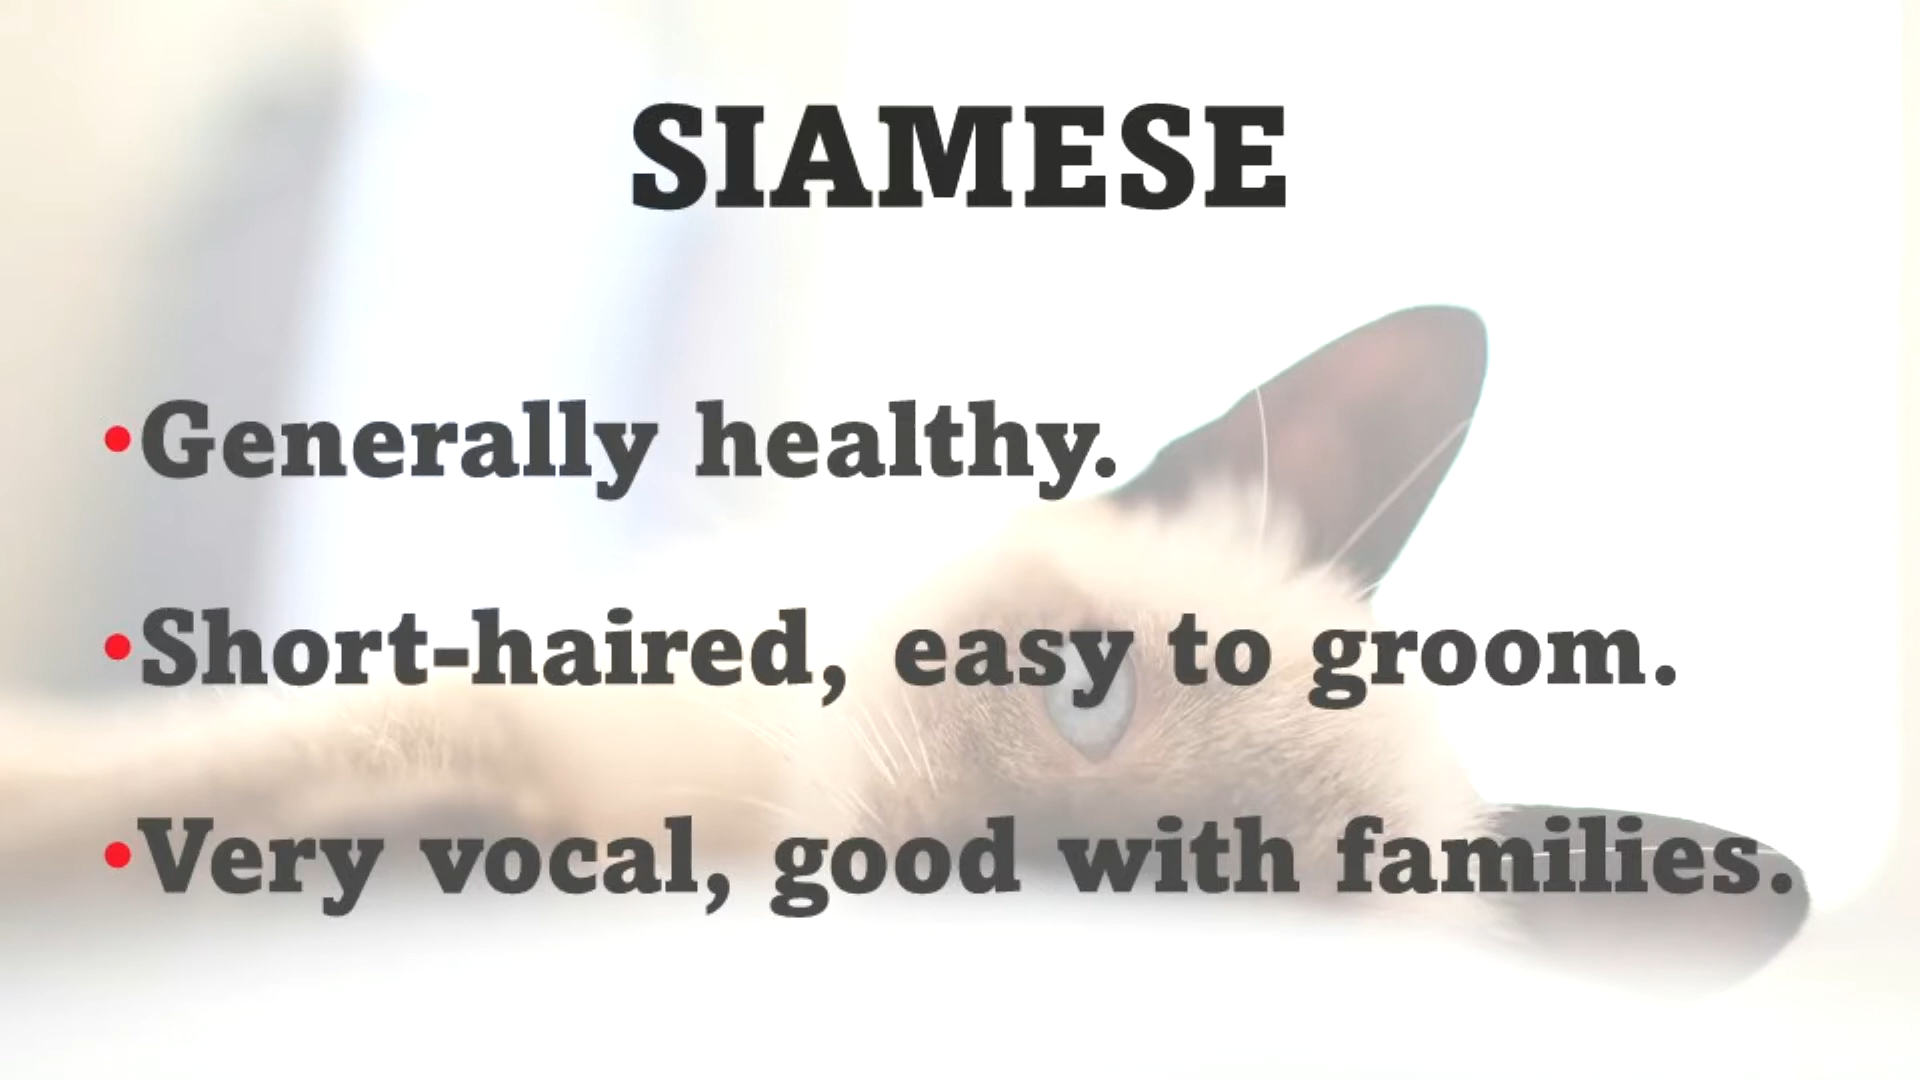 SIAMESE
•Generally healthy.
•Short-haired, easy to groom.
•Very vocal, good with families.